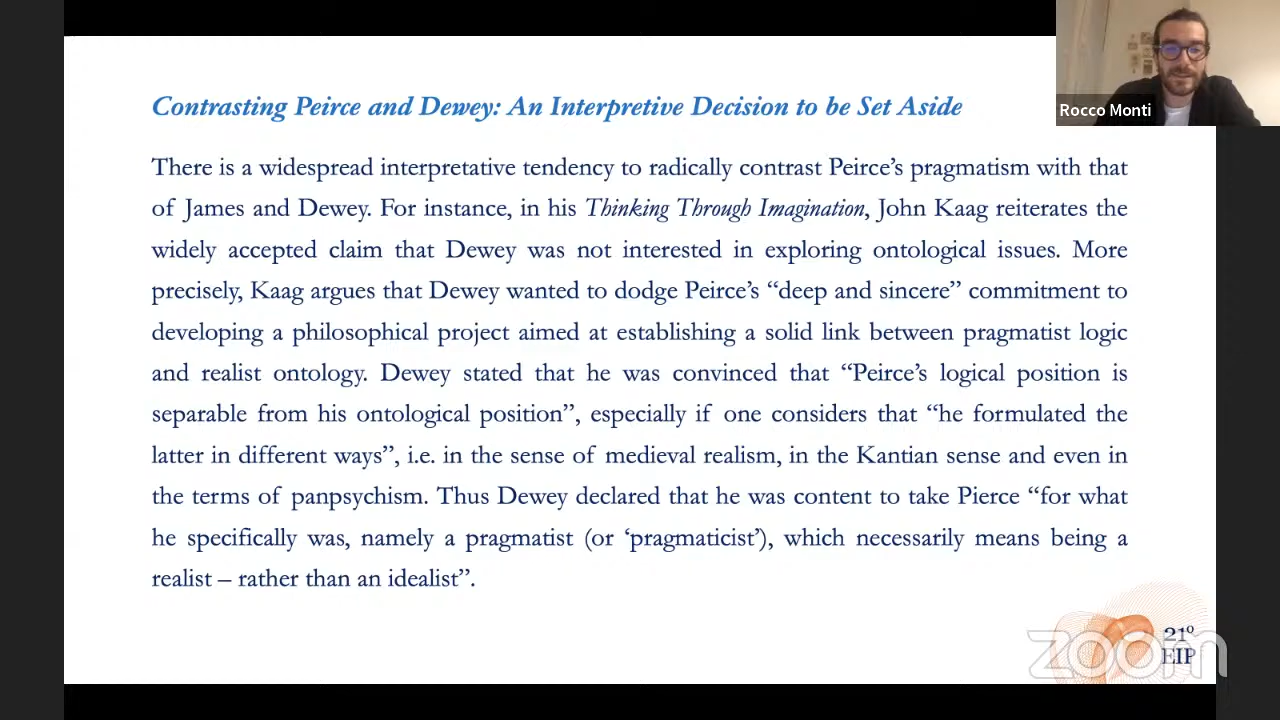 Contrasting Peirce and Dewey: An Interpretive Decision to be Set Aside
There is a widespread interpretative tendency to radically contrast Peirce's pragmatism with that
of James and Dewey. For instance, in his Thinking Through Imagination, John Kaag reiterates the
widely accepted claim that Dewey was not interested in exploring ontological issues. More
precisely, Kaag argues that Dewey wanted to dodge Peirce's “deep and sincere” commitment to
developing a philosophical project aimed at establishing a solid link between pragmatist logic
and realist ontology. Dewey stated that he was convinced that “Peirce's logical position is
separable from his ontological position”, especially if one considers that “he formulated the
latter in different ways”, i.e. in the sense of medieval realism, in the Kantian sense and even in
the terms of panpsychism. Thus Dewey declared that he was content to take Pierce “for what
he specifically was, namely a pragmatist (or ‘pragmaticist’), which necessarily means being a
realist – rather than an idealist”.
Rocco Monti
21º
EIP
zoom